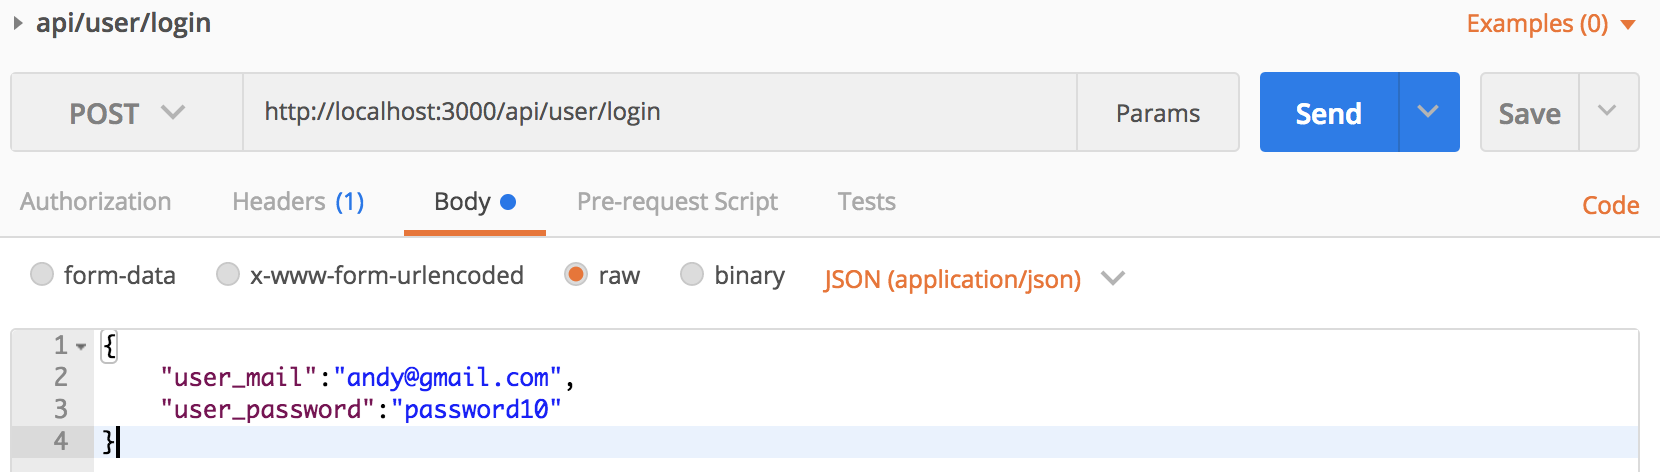 api/user/login Examples (0)
POST http://localhost:3000/api/user/login Params Send Save
Authorization Headers (1) Body Pre-request Script Tests Code
form-data x-www-form-urlencoded raw binary JSON (application/json)
1 {
2 "user_mail":"andy@gmail.com",
3 "user_password":"password10"
4 }